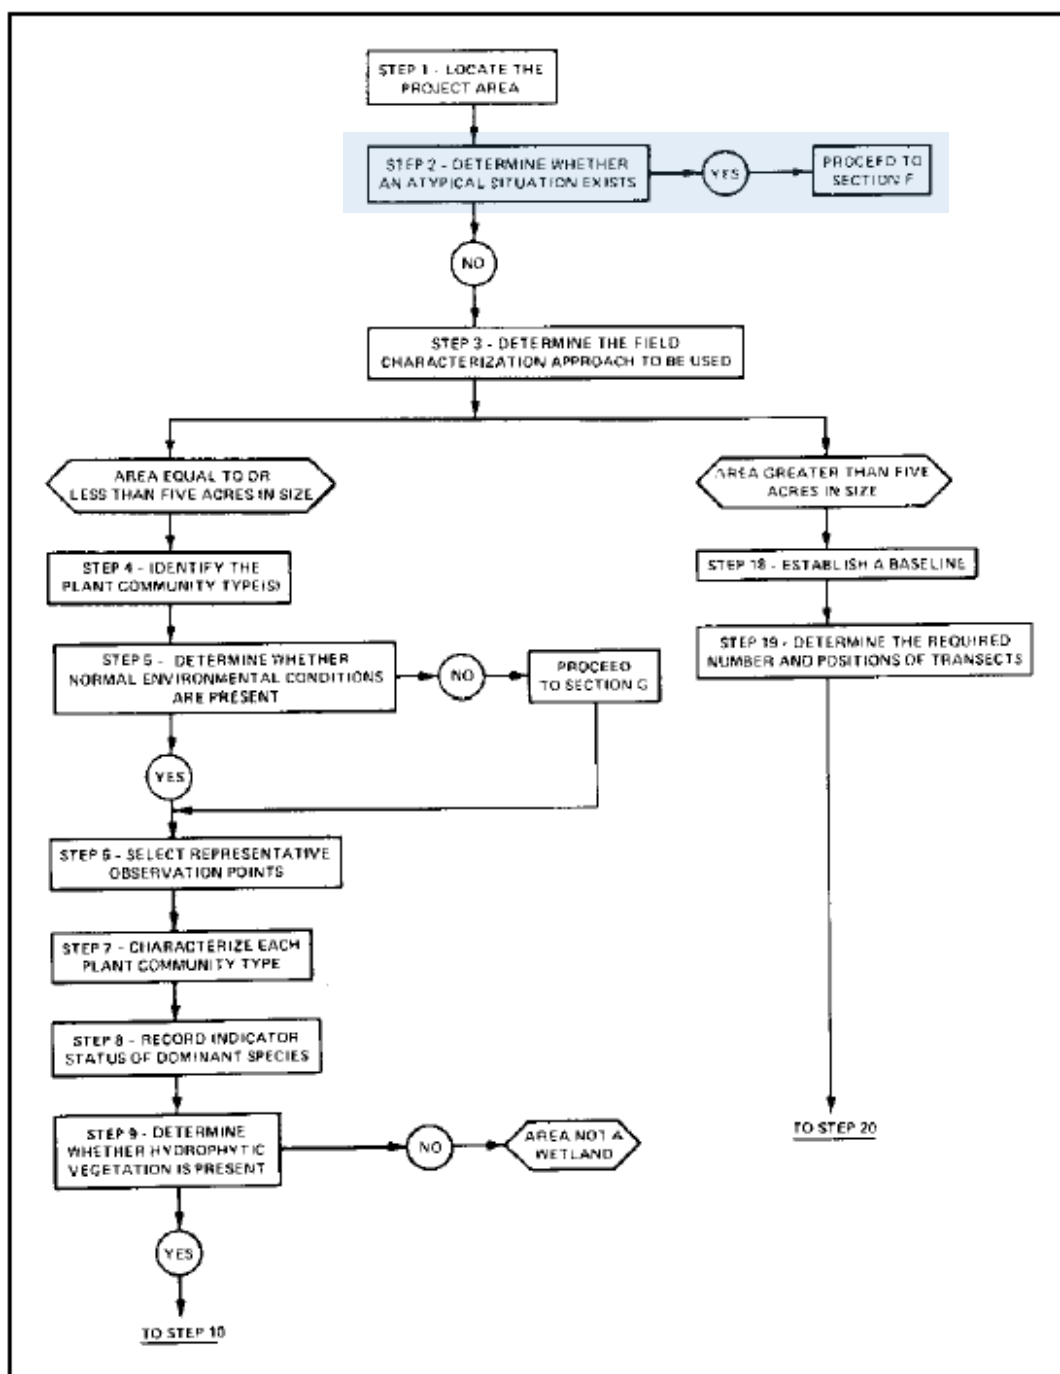 STEP 1 - LOCATE THE
PROJECT AREA
STEP 2 - DETERMINE WHETHER
AN ATYPICAL SITUATION EXISTS
YES
PROCEED TO
SECTION F
NO
STEP 3 - DETERMINE THE FIELD
CHARACTERIZATION APPROACH TO BE USED
AREA EQUAL TO OR
LESS THAN FIVE ACRES IN SIZE
AREA GREATER THAN FIVE
ACRES IN SIZE
STEP 4 - IDENTIFY THE
PLANT COMMUNITY TYPE(S)
STEP 18 - ESTABLISH A BASELINE
STEP 5 - DETERMINE WHETHER
NORMAL ENVIRONMENTAL CONDITIONS
ARE PRESENT
NO
PROCEED
TO SECTION G
STEP 19 - DETERMINE THE REQUIRED
NUMBER AND POSITIONS OF TRANSECTS
YES
STEP 6 - SELECT REPRESENTATIVE
OBSERVATION POINTS
STEP 7 - CHARACTERIZE EACH
PLANT COMMUNITY TYPE
STEP 8 - RECORD INDICATOR
STATUS OF DOMINANT SPECIES
STEP 9 - DETERMINE
WHETHER HYDROPHYTIC
VEGETATION IS PRESENT
NO
AREA NOT A
WETLAND
TO STEP 20
YES
TO STEP 10